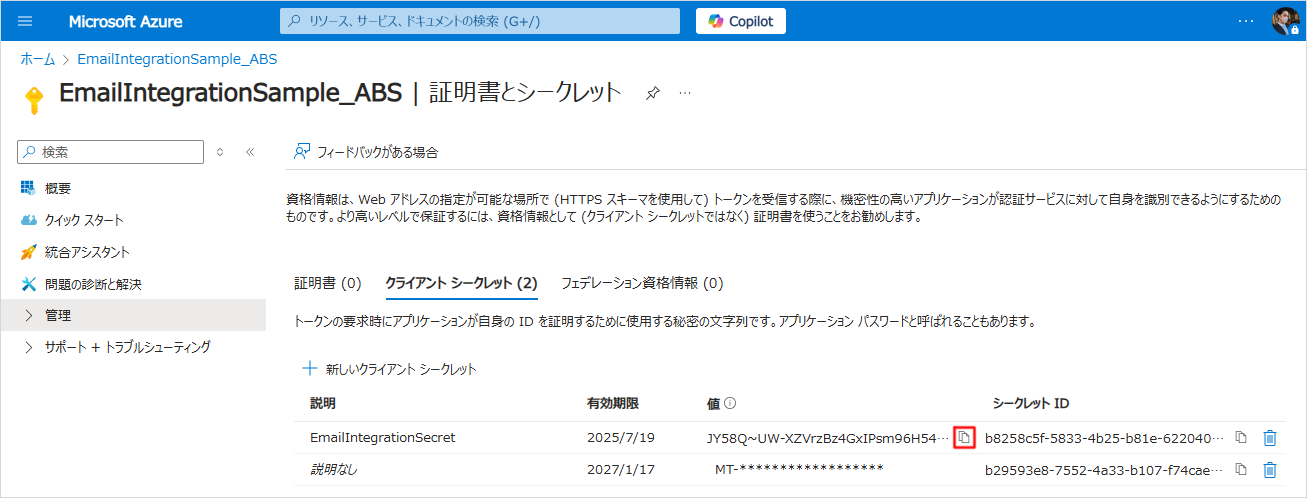 Microsoft Azure
リソース、サービス、ドキュメントの検索 (G+/)
Copilot
ホーム > EmailIntegrationSample_ABS
EmailIntegrationSample_ABS | 証明書とシークレット
検索
フィードバックがある場合
概要
クイック スタート
統合アシスタント
問題の診断と解決
管理
サポート + トラブルシューティング
資格情報は、Web アドレスの指定が可能な場所で (HTTPS スキーマを使用して) トークンを受信する際に、機密性の高いアプリケーションが認証サービスに対して自身を識別できるようにするための
ものです。より高いレベルで保証するには、資格情報として (クライアント シークレットではなく) 証明書を使うことをお勧めします。
証明書 (0) クライアント シークレット (2) フェデレーション資格情報 (0)
トークンの要求時にアプリケーションが自身の ID を証明するために使用する秘密の文字列です。アプリケーション パスワードと呼ばれることもあります。
新しいクライアント シークレット
説明 有効期限 値 シークレット ID
EmailIntegrationSecret 2025/7/19 JY58Q~UW-XZVrzBz4GxIPsm96H54… b8258c5f-5833-4b25-b81e-622040…
説明なし 2027/1/17 MT-****************** b29593e8-7552-4a33-b107-f74cae…